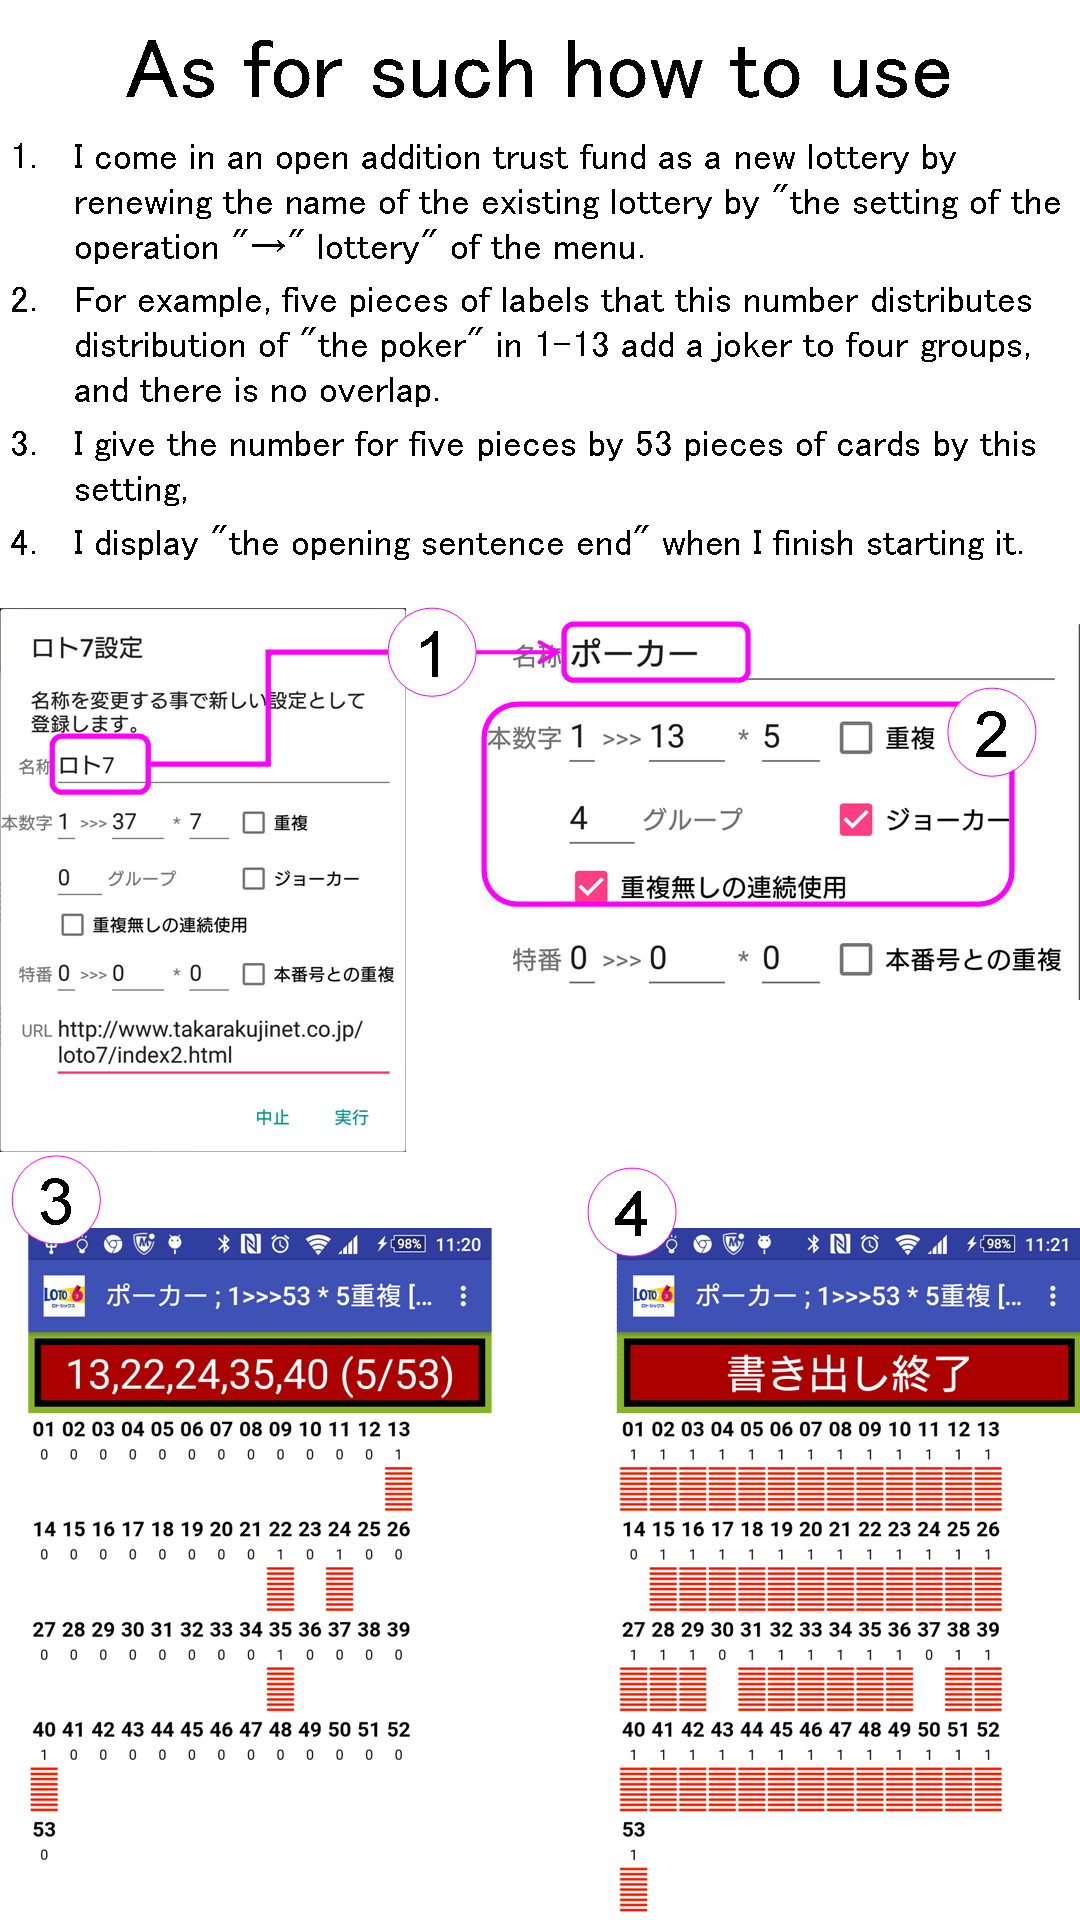 As for such how to use
1. I come in an open addition trust fund as a new lottery by
renewing the name of the existing lottery by "the setting of the
operation "→" lottery" of the menu.
2. For example, five pieces of labels that this number distributes
distribution of "the poker" in 1-13 add a joker to four groups,
and there is no overlap.
3. I give the number for five pieces by 53 pieces of cards by this
setting,
4. I display "the opening sentence end" when I finish starting it.
ロト7設定
名称を変更する事で新しい設定として
登録します。
名称 ロト7
本数字 1 >>> 37 * 7 重複
0 グループ ジョーカー
重複無しの連続使用
特番 0 >>> 0 * 0 本番号との重複
URL http://www.takarakujinet.co.jp/
loto7/index2.html
中止 実行
1
名称 ポーカー
2
本数字 1 >>> 13 * 5 重複
4 グループ ジョーカー
重複無しの連続使用
特番 0 >>> 0 * 0 本番号との重複
3
98% 11:20
LOTO 6 ロト・シックス
ポーカー ; 1>>>53 * 5重複 [...
13,22,24,35,40 (5/53)
01 02 03 04 05 06 07 08 09 10 11 12 13
0 0 0 0 0 0 0 0 0 0 0 0 1
14 15 16 17 18 19 20 21 22 23 24 25 26
0 0 0 0 0 0 0 0 1 0 1 0 0
27 28 29 30 31 32 33 34 35 36 37 38 39
0 0 0 0 0 0 0 0 1 0 0 0 0
40 41 42 43 44 45 46 47 48 49 50 51 52
1 0 0 0 0 0 0 0 0 0 0 0 0
53
0
4
98% 11:21
LOTO 6 ロト・シックス
ポーカー ; 1>>>53 * 5重複 [...
書き出し終了
01 02 03 04 05 06 07 08 09 10 11 12 13
1 1 1 1 1 1 1 1 1 1 1 1 1
14 15 16 17 18 19 20 21 22 23 24 25 26
0 1 1 1 1 1 1 1 1 1 1 1 1
27 28 29 30 31 32 33 34 35 36 37 38 39
1 1 1 0 1 1 1 1 1 1 0 1 1
40 41 42 43 44 45 46 47 48 49 50 51 52
1 1 1 1 1 1 1 1 1 1 1 1 1
53
1